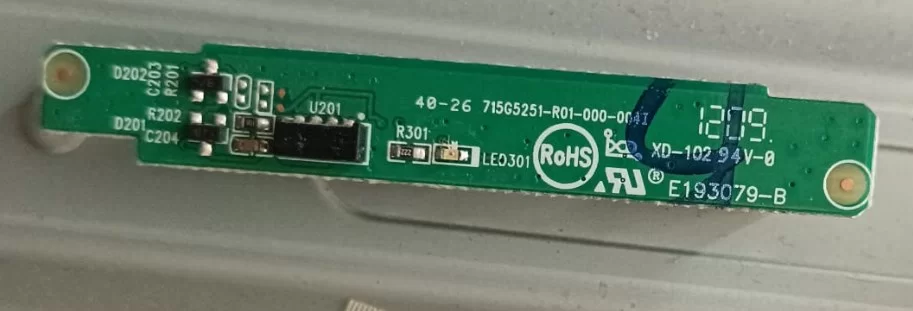 D202
C203
R201
R202
D201
C204
U201
40-26 715G5251-R01-000-004I
R301
LED301
RoHS
1209
XD-102 94V-0
RU ®
E193079-B